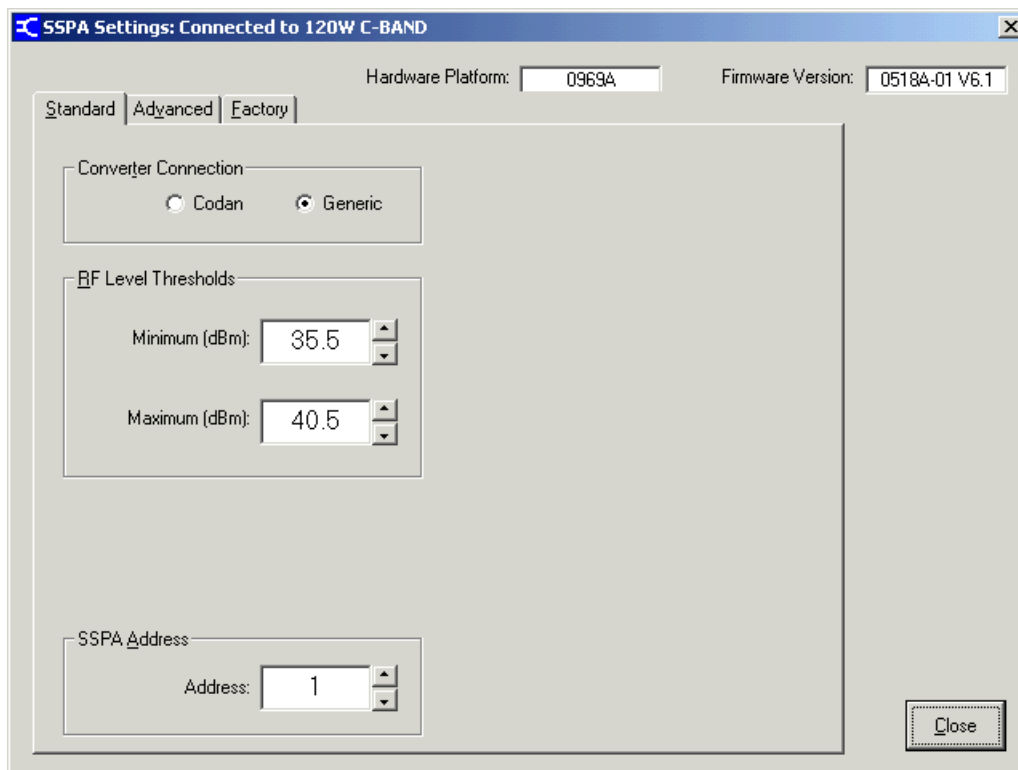 SSPA Settings: Connected to 120W C-BAND
Hardware Platform: 0969A Firmware Version: 0518A-01 V6.1
Standard Advanced Factory
Converter Connection
Codan Generic
RF Level Thresholds
Minimum (dBm): 35.5
Maximum (dBm): 40.5
SSPA Address
Address: 1
Close